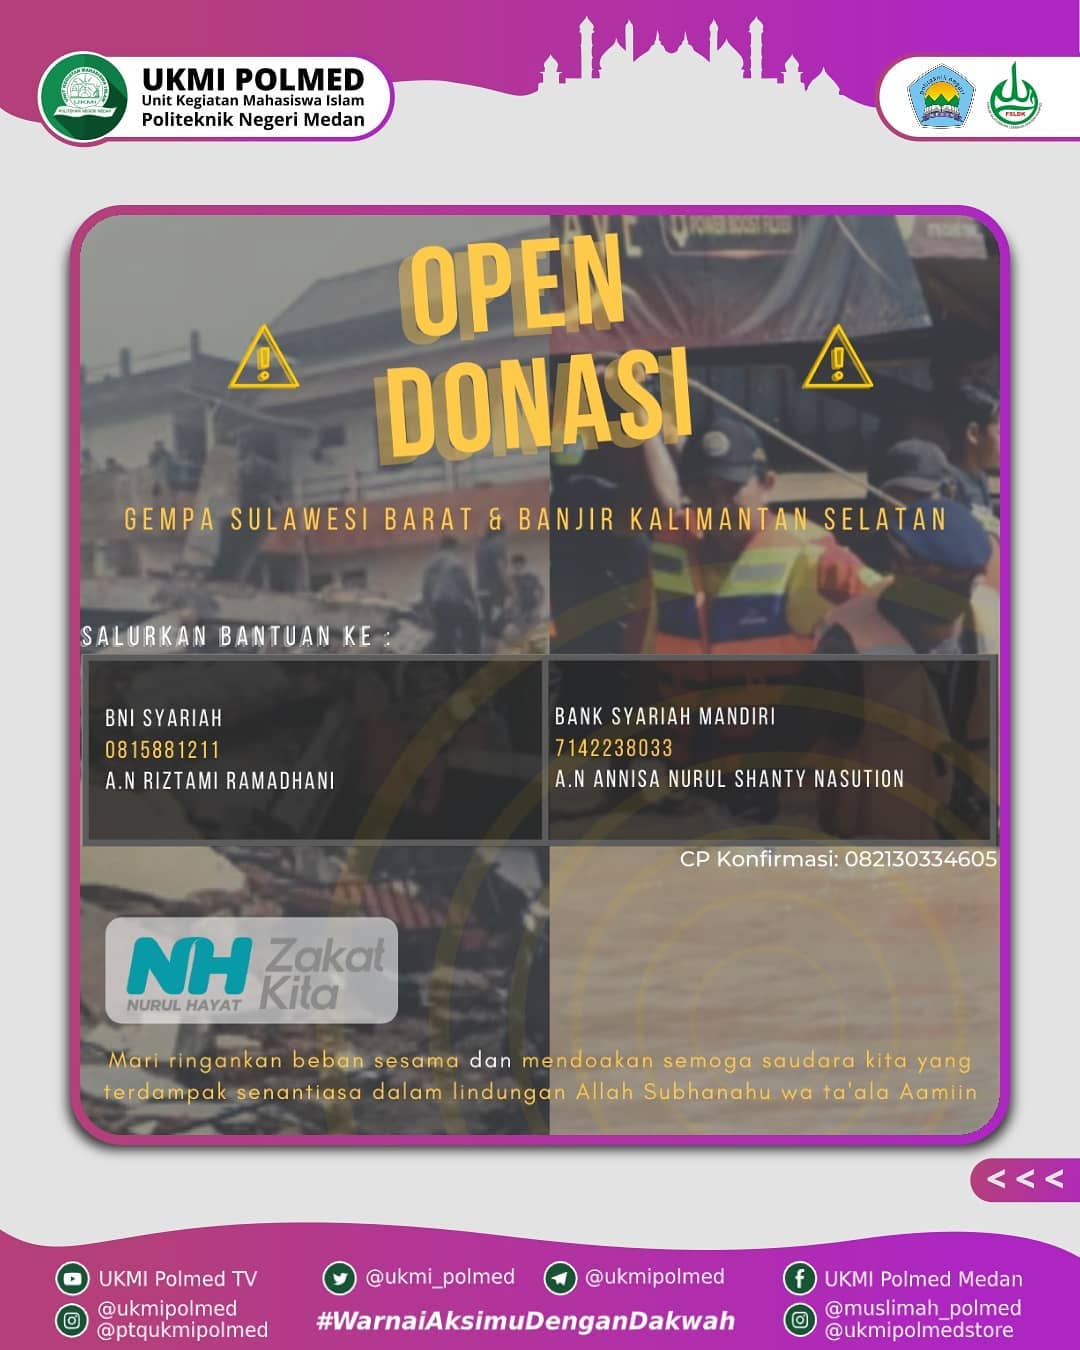 UKMI POLMED
Unit Kegiatan Mahasiswa Islam
Politeknik Negeri Medan
UKMI
FSLDK
OPEN
DONASI
GEMPA SULAWESI BARAT & BANJIR KALIMANTAN SELATAN
SALURKAN BANTUAN KE :
BNI SYARIAH
0815881211
A.N RIZTAMI RAMADHANI
BANK SYARIAH MANDIRI
7142238033
A.N ANNISA NURUL SHANTY NASUTION
CP Konfirmasi: 082130334605
NH
NURUL HAYAT
Zakat
Kita
Mari ringankan beban sesama dan mendoakan semoga saudara kita yang
terdampak senantiasa dalam lindungan Allah Subhanahu wa ta'ala Aamiin
< < <
UKMI Polmed TV
@ukmipolmed
@ptqukmipolmed
@ukmi_polmed
@ukmipolmed
#WarnaiAksimuDenganDakwah
UKMI Polmed Medan
@muslimah_polmed
@ukmipolmedstore